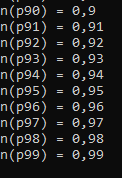 n(p90) = 0,9
n(p91) = 0,91
n(p92) = 0,92
n(p93) = 0,93
n(p94) = 0,94
n(p95) = 0,95
n(p96) = 0,96
n(p97) = 0,97
n(p98) = 0,98
n(p99) = 0,99